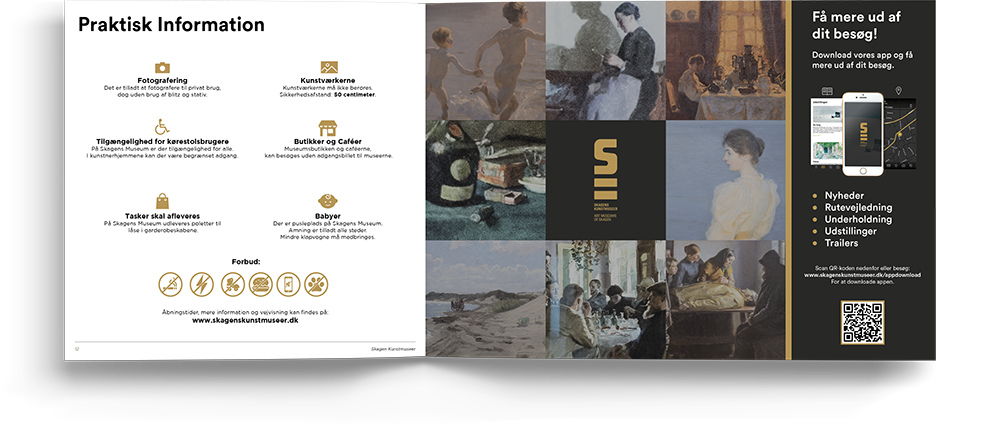 Praktisk Information
Fotografering
Det er tilladt at fotografere til privat brug,
dog uden brug af blitz og stativ.
Kunstværkerne
Kunstværkerne må ikke berøres.
Sikkerhedsafstand: 50 centimeter.
Tilgængelighed for kørestolsbrugere
På Skagens Museum er der tilgængelighed for alle.
I kunstnerhjemmene kan der være begrænset adgang.
Butikker og Caféer
Museumsbutikken og caféerne,
kan besøges uden adgangsbillet til museerne.
Tasker skal afleveres
På Skagens Museum udleveres poletter til
låse i garderobeskabene.
Babyer
Der er pusleplads på Skagens Museum.
Amning er tilladt alle steder.
Mindre klapvogne må medbringes.
Forbud:
Åbningstider, mere information og vejvisning kan findes på:
www.skagenskunstmuseer.dk
12
Skagen Kunstmuseer
SKAGENS
KUNSTMUSEER
ART MUSEUMS
OF SKAGEN
Få mere ud af
dit besøg!
Download vores app og få
mere ud af dit besøg.
Nyheder
Rutevejledning
Underholdning
Udstillinger
Trailers
Scan QR-koden nedenfor eller besøg:
www.skagenskunstmuseer.dk/appdownload
For at downloade appen.